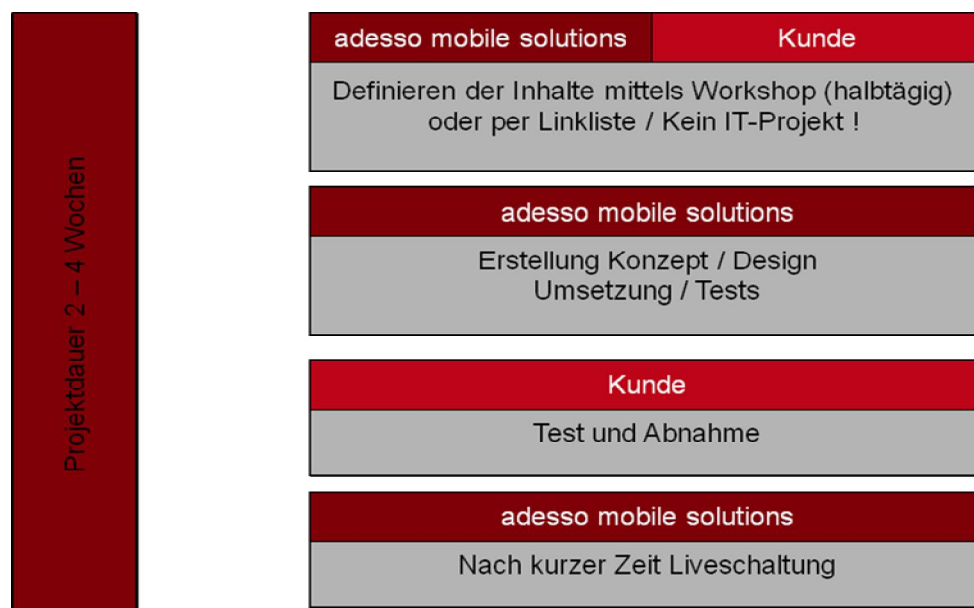 Projektdauer 2 – 4 Wochen
adesso mobile solutions
Kunde
Definieren der Inhalte mittels Workshop (halbtägig)
oder per Linkliste / Kein IT-Projekt !
adesso mobile solutions
Erstellung Konzept / Design
Umsetzung / Tests
Kunde
Test und Abnahme
adesso mobile solutions
Nach kurzer Zeit Liveschaltung